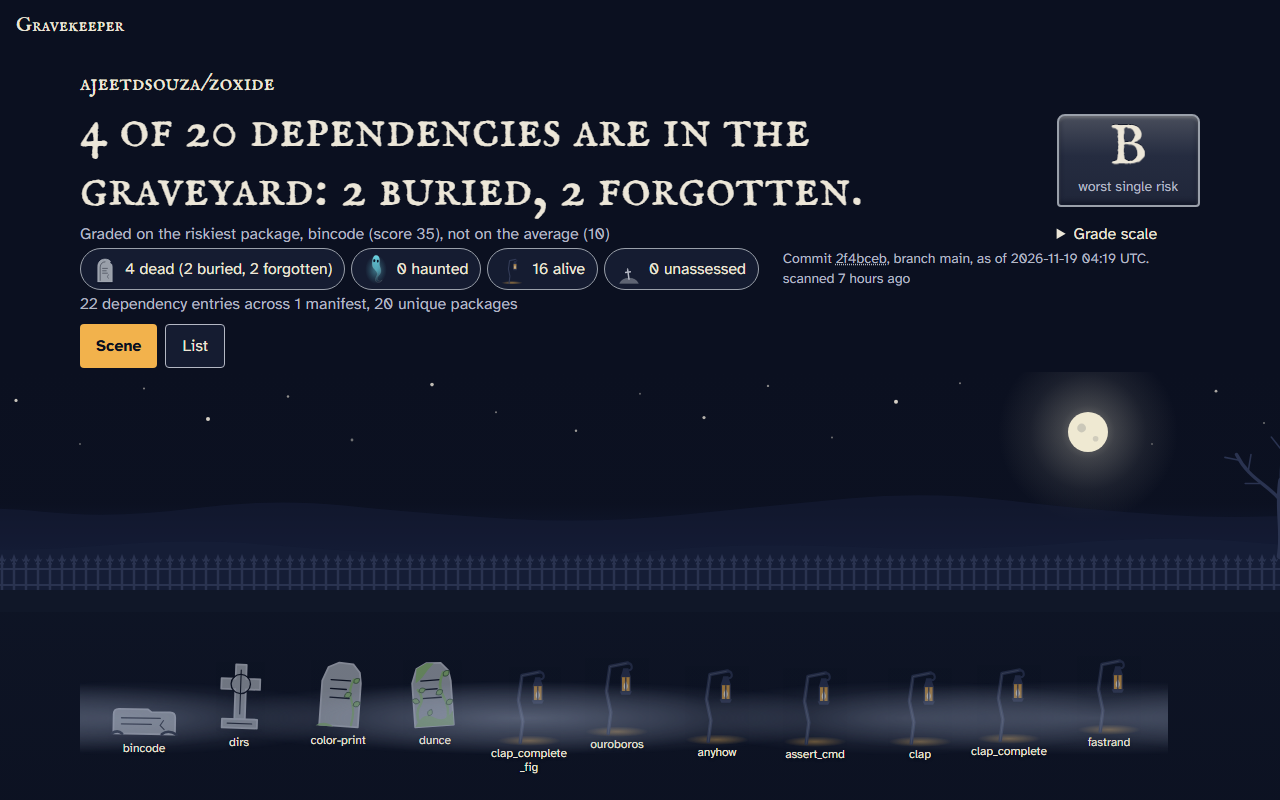 Gravekeeper
ajeetdsouza/zoxide
4 of 20 dependencies are in the
graveyard: 2 buried, 2 forgotten.
B
worst single risk
Graded on the riskiest package, bincode (score 35), not on the average (10)
▶ Grade scale
4 dead (2 buried, 2 forgotten)
0 haunted
16 alive
0 unassessed
Commit 2f4bceb, branch main, as of 2026-11-19 04:19 UTC.
scanned 7 hours ago
22 dependency entries across 1 manifest, 20 unique packages
Scene
List
bincode
dirs
color-print
dunce
clap_complete
_fig
ouroboros
anyhow
assert_cmd
clap
clap_complete
fastrand